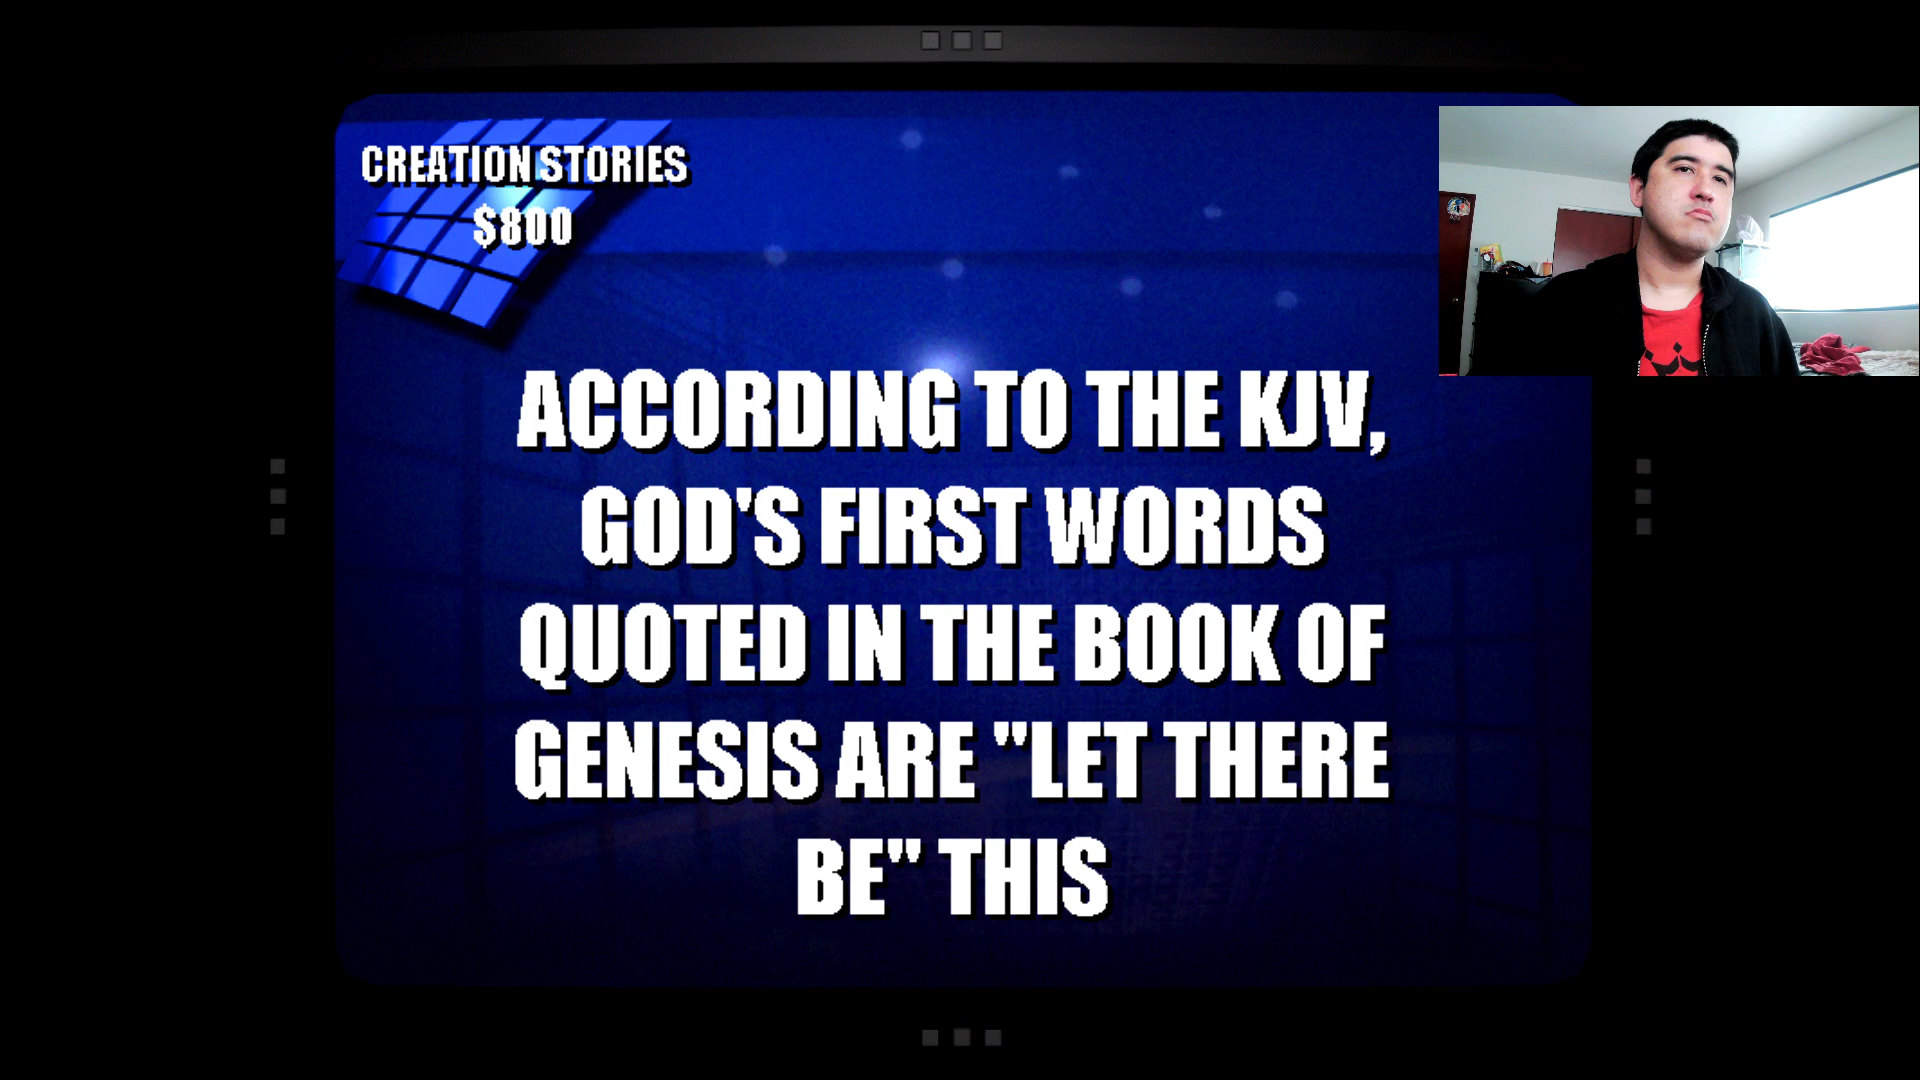 CREATION STORIES
$800
ACCORDING TO THE KJV,
GOD'S FIRST WORDS
QUOTED IN THE BOOK OF
GENESIS ARE "LET THERE
BE" THIS